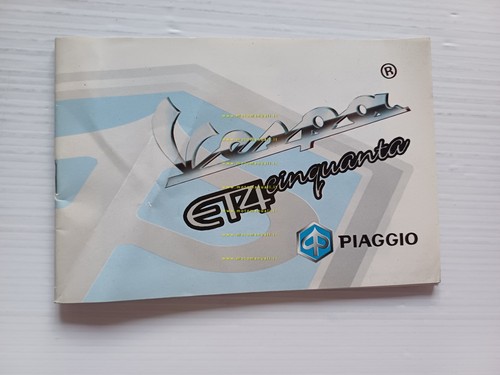 ®
Vespa
ET4 cinquanta
PIAGGIO